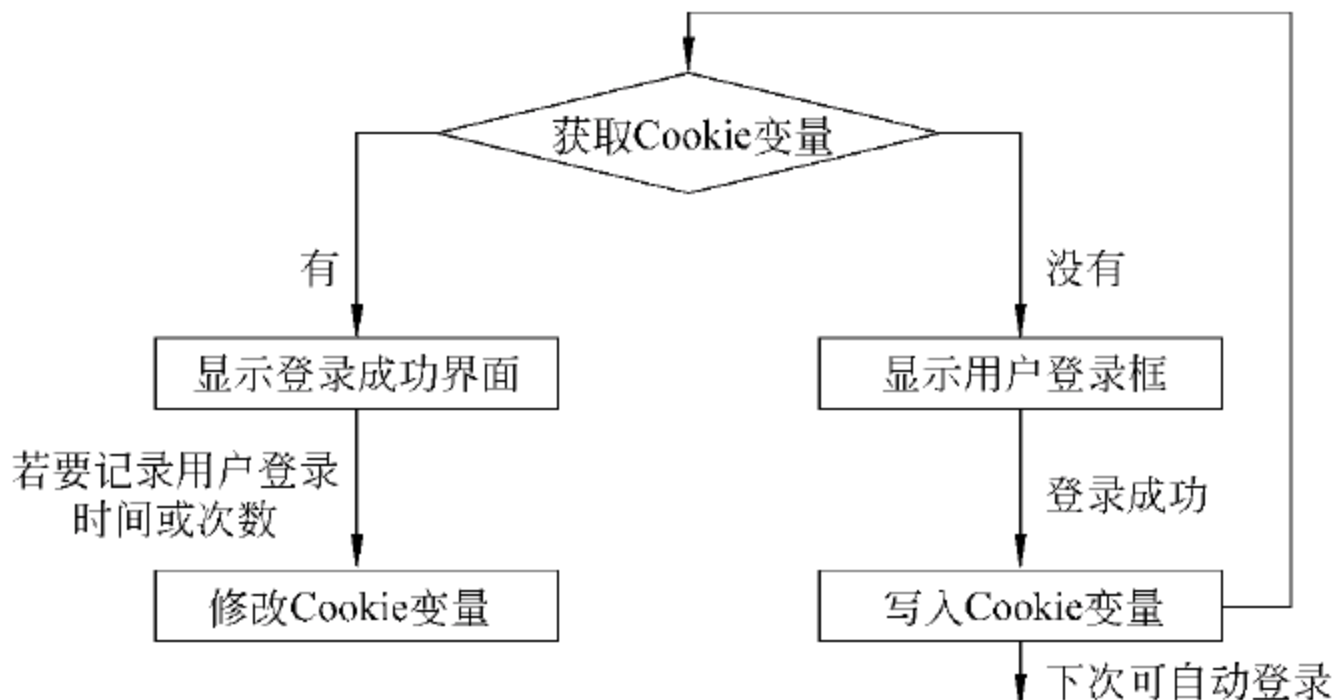 获取Cookie变量
有
没有
显示登录成功界面
显示用户登录框
若要记录用户登录
时间或次数
登录成功
修改Cookie变量
写入Cookie变量
下次可自动登录